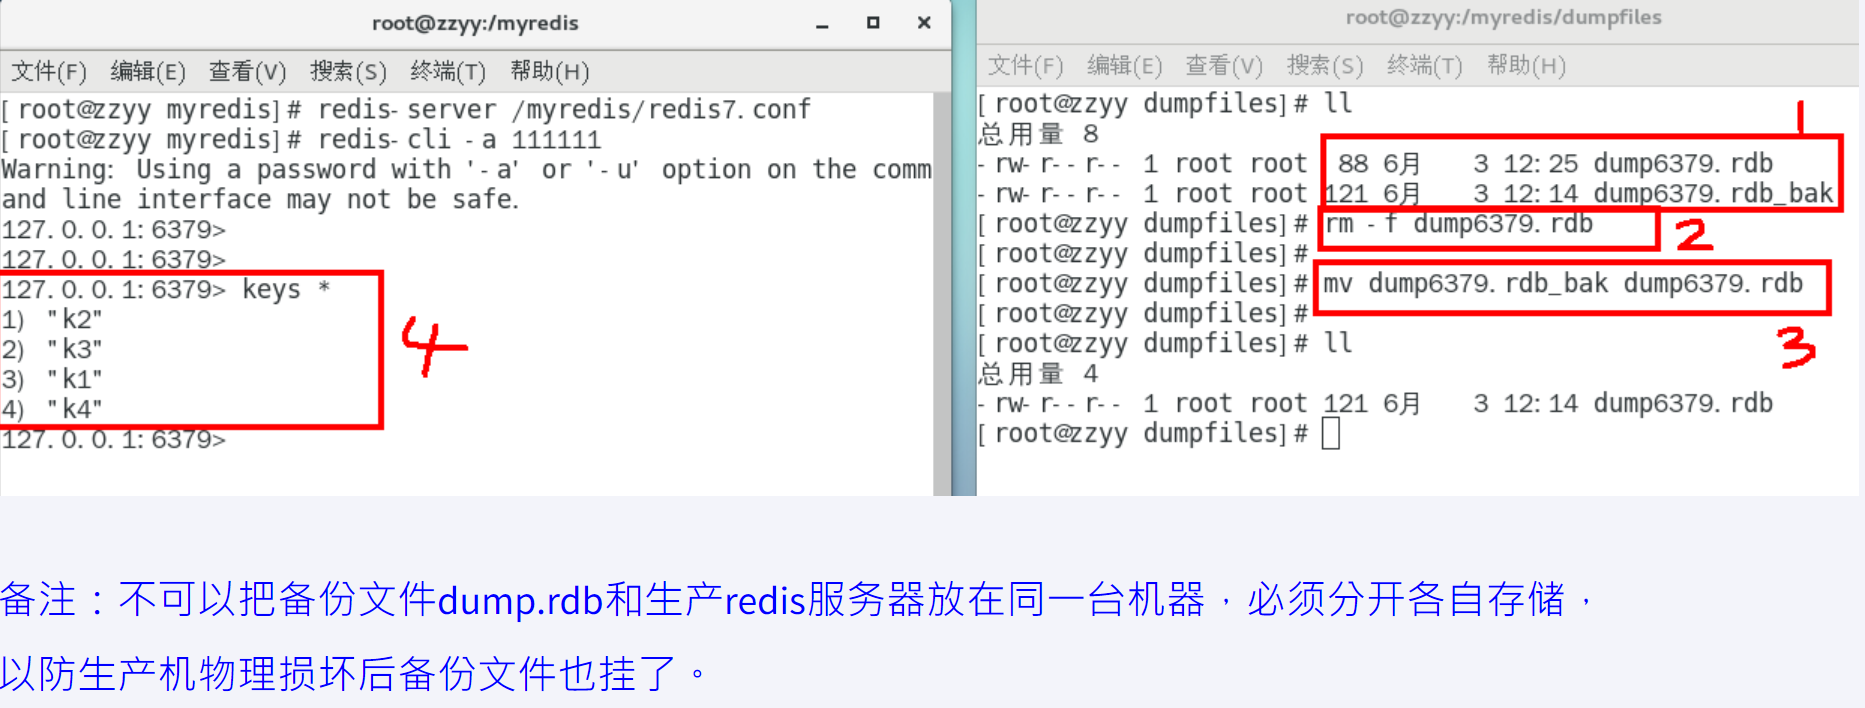 root@zzyy:/myredis
文件(F) 编辑(E) 查看(V) 搜索(S) 终端(T) 帮助(H)
[root@zzyy myredis]# redis-server /myredis/redis7.conf
[root@zzyy myredis]# redis-cli -a 111111
Warning: Using a password with '-a' or '-u' option on the comm
and line interface may not be safe.
127.0.0.1:6379>
127.0.0.1:6379>
127.0.0.1:6379> keys *
1) "k2"
2) "k3"
3) "k1"
4) "k4"
127.0.0.1:6379>
4
root@zzyy:/myredis/dumpfiles
文件(F) 编辑(E) 查看(V) 搜索(S) 终端(T) 帮助(H)
[root@zzyy dumpfiles]# ll
总用量 8
-rw-r--r-- 1 root root  88 6月   3 12:25 dump6379.rdb
-rw-r--r-- 1 root root 121 6月   3 12:14 dump6379.rdb_bak
[root@zzyy dumpfiles]# rm -f dump6379.rdb
[root@zzyy dumpfiles]#
[root@zzyy dumpfiles]# mv dump6379.rdb_bak dump6379.rdb
[root@zzyy dumpfiles]#
[root@zzyy dumpfiles]# ll
总用量 4
-rw-r--r-- 1 root root 121 6月   3 12:14 dump6379.rdb
[root@zzyy dumpfiles]#
1
2
3
备注：不可以把备份文件dump.rdb和生产redis服务器放在同一台机器，必须分开各自存储，
以防生产机物理损坏后备份文件也挂了。